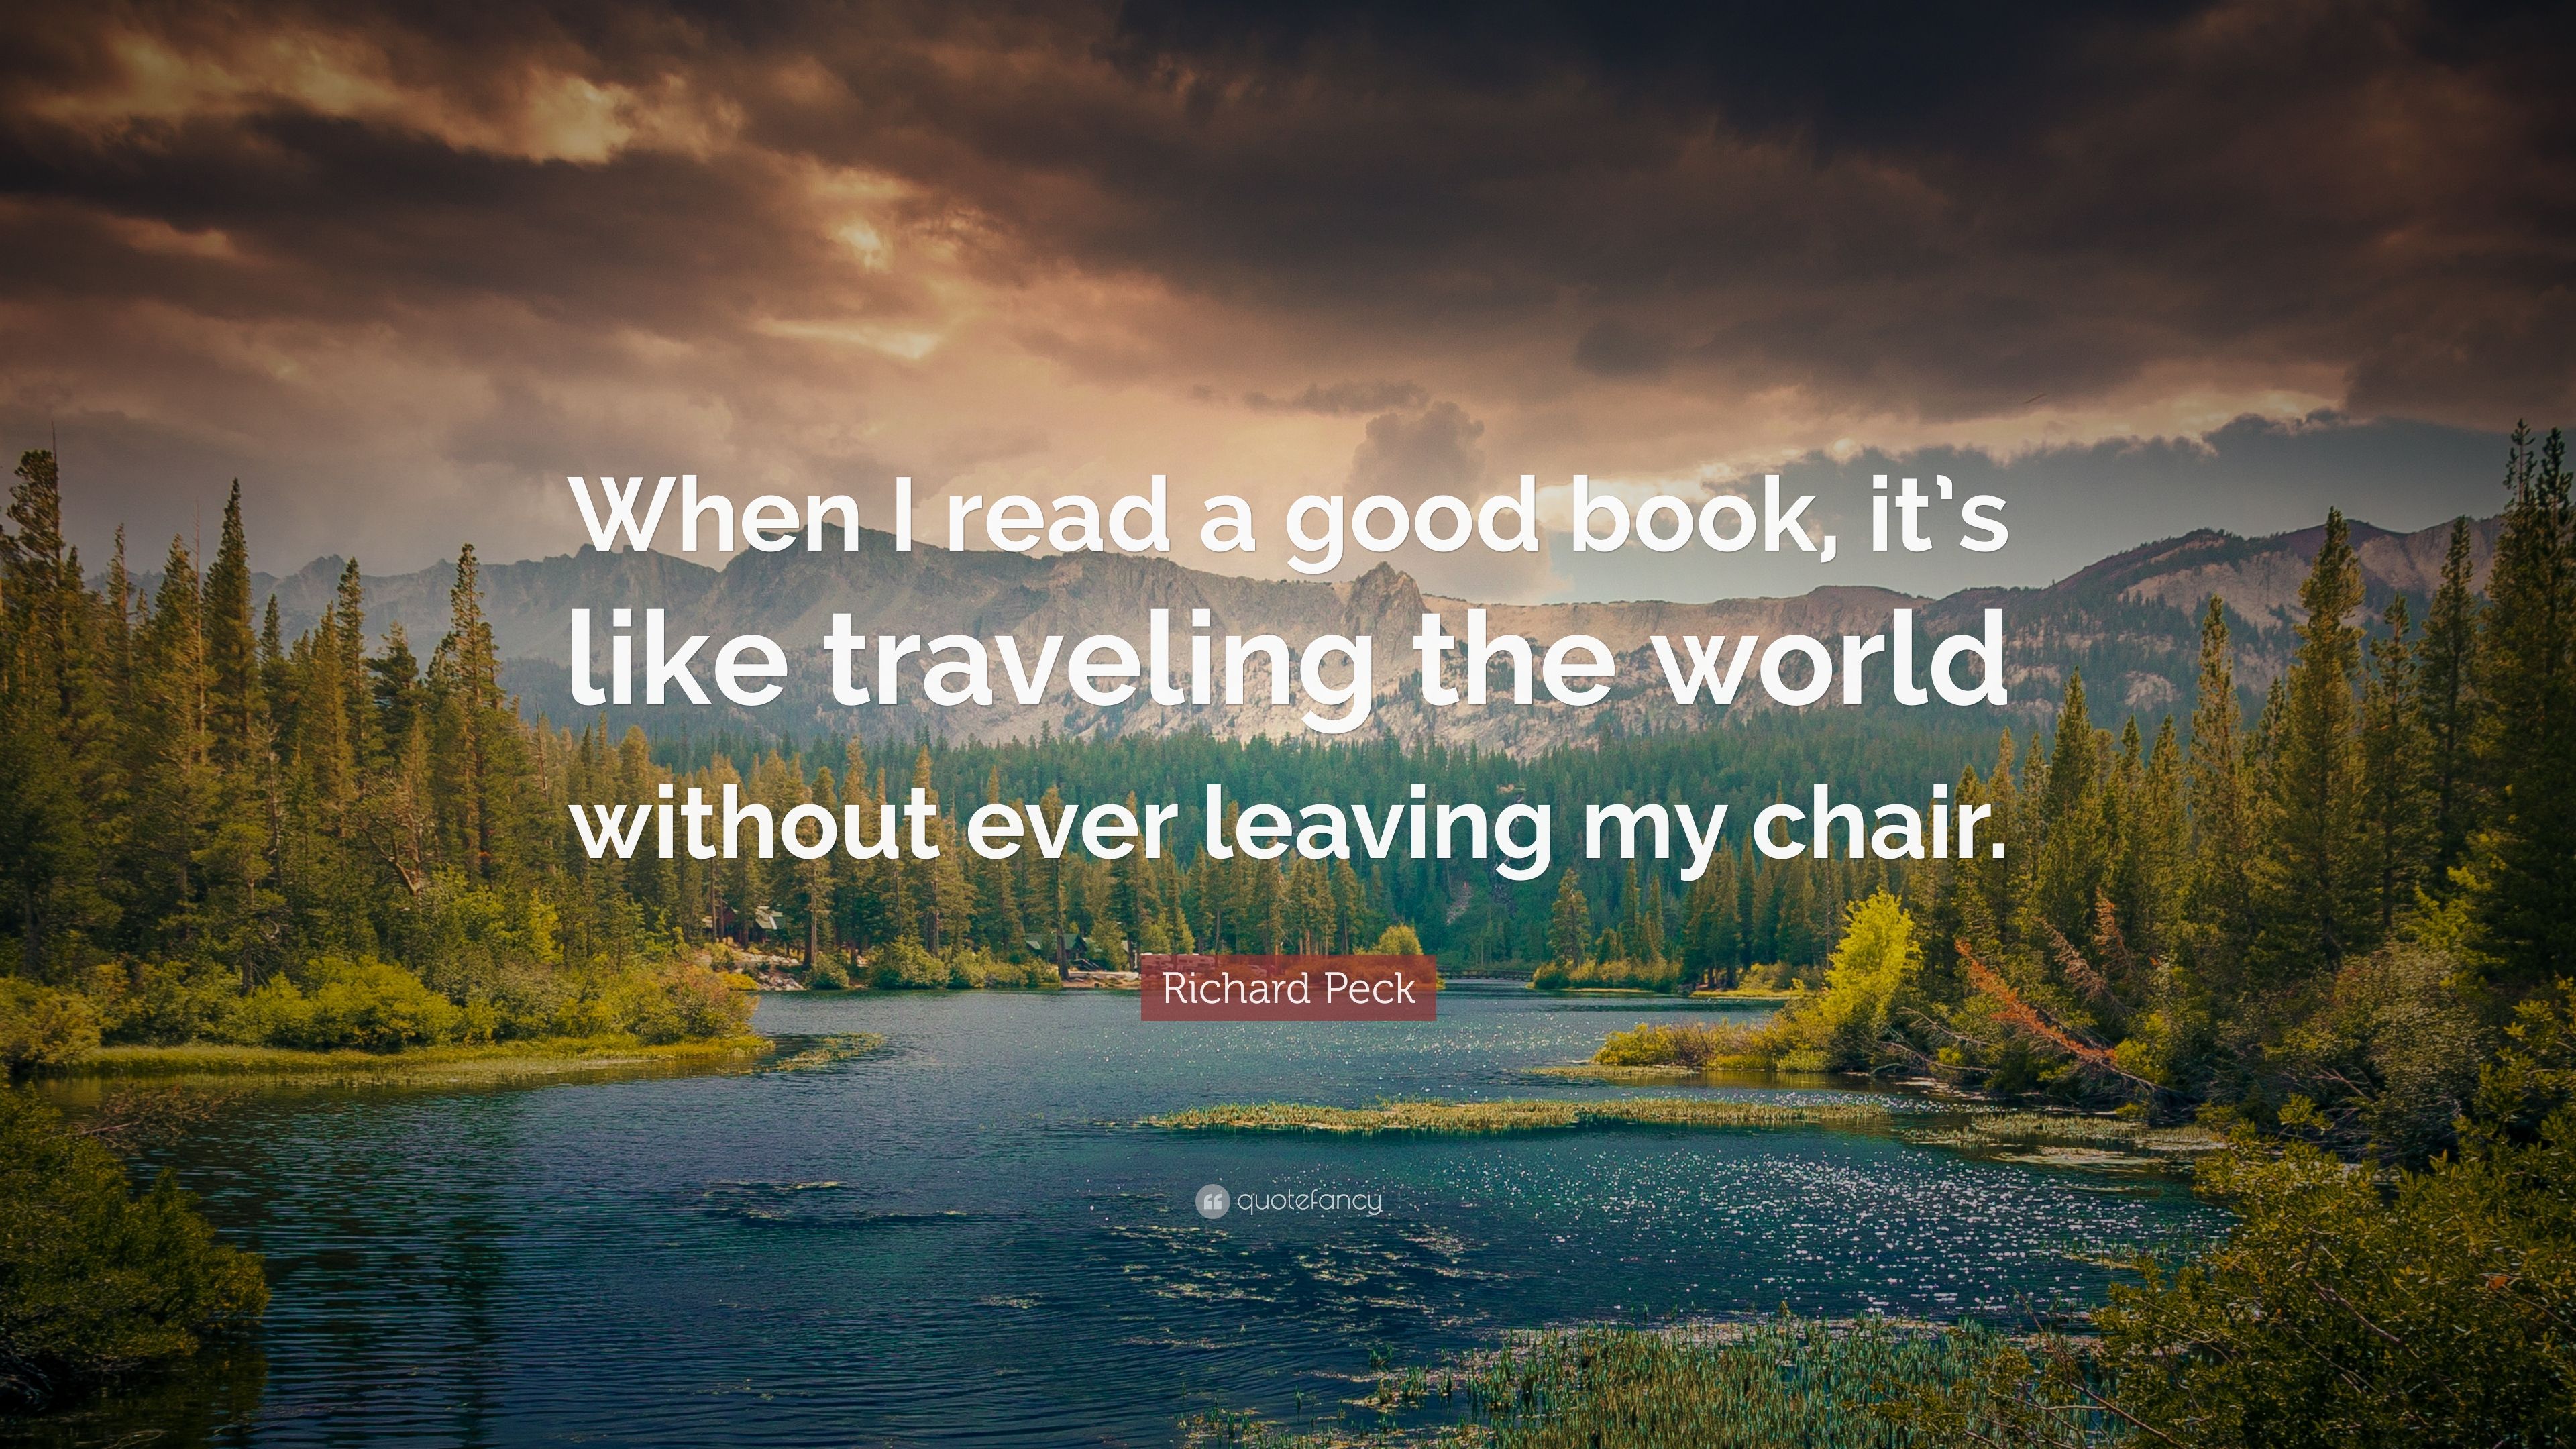 When I read a good book, it’s
like traveling the world
without ever leaving my chair.
Richard Peck
quotefancy